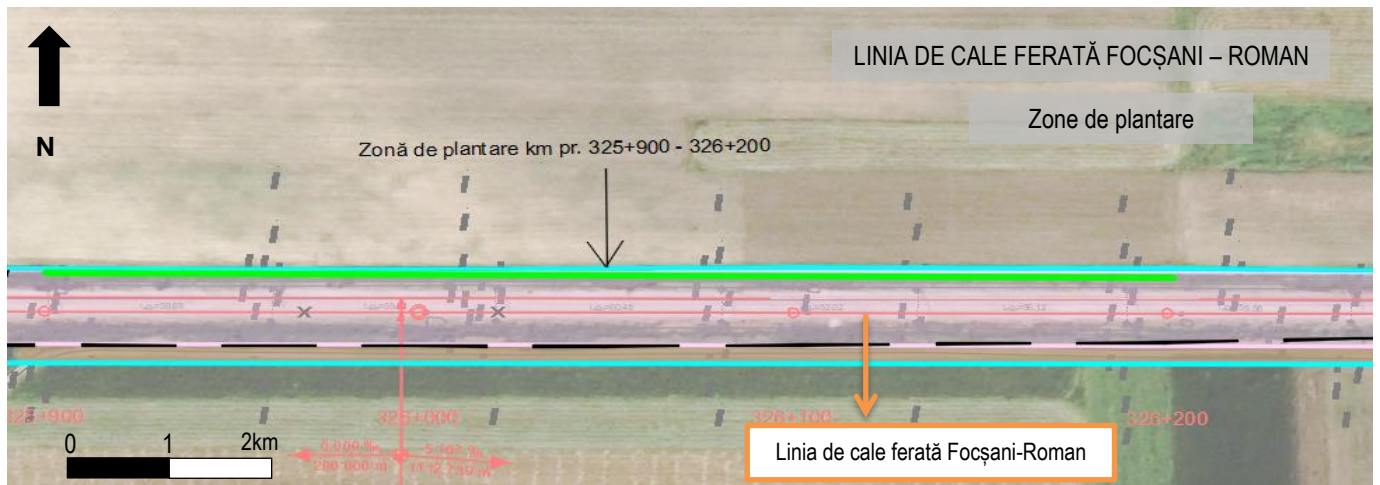 LINIA DE CALE FERATĂ FOCȘANI – ROMAN
Zone de plantare
N
Zonă de plantare km pr. 325+900 - 326+200
325+900
325+000
326+100
326+200
0 1 2km
Linia de cale ferată Focșani-Roman